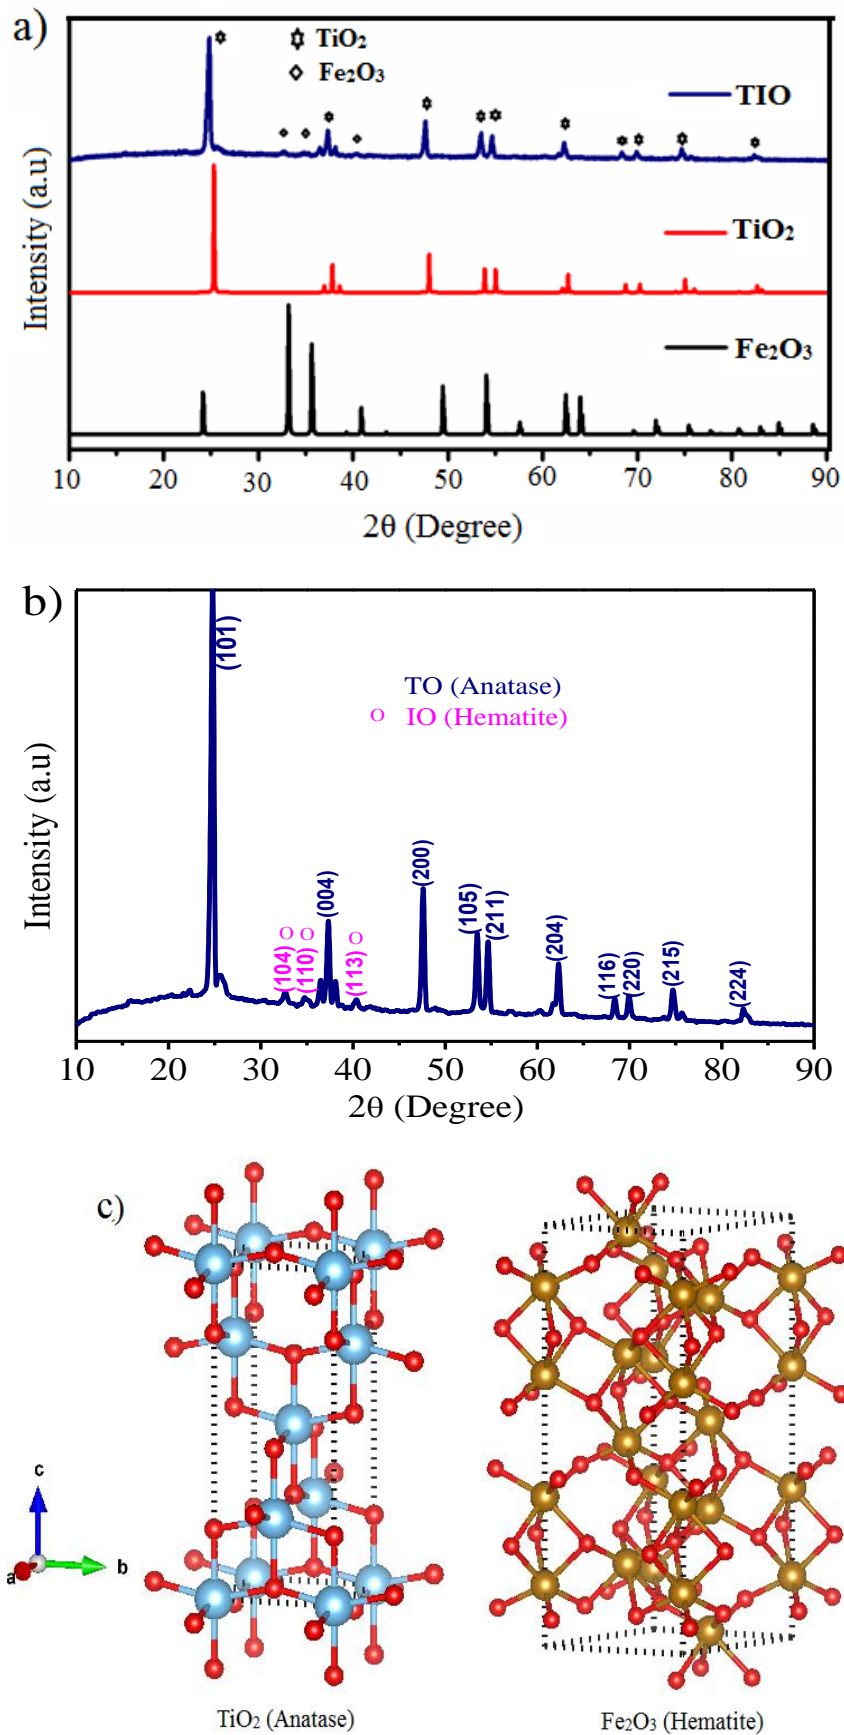 a)
TiO2
Fe2O3
TIO
TiO2
Fe2O3
Intensity (a.u)
10 20 30 40 50 60 70 80 90
2θ (Degree)
b)
(101)
TO (Anatase)
IO (Hematite)
(104)
(110)
(004)
(113)
(200)
(105)
(211)
(204)
(116)
(220)
(215)
(224)
Intensity (a.u)
10 20 30 40 50 60 70 80 90
2θ (Degree)
c)
c
a
b
TiO2 (Anatase)
Fe2O3 (Hematite)